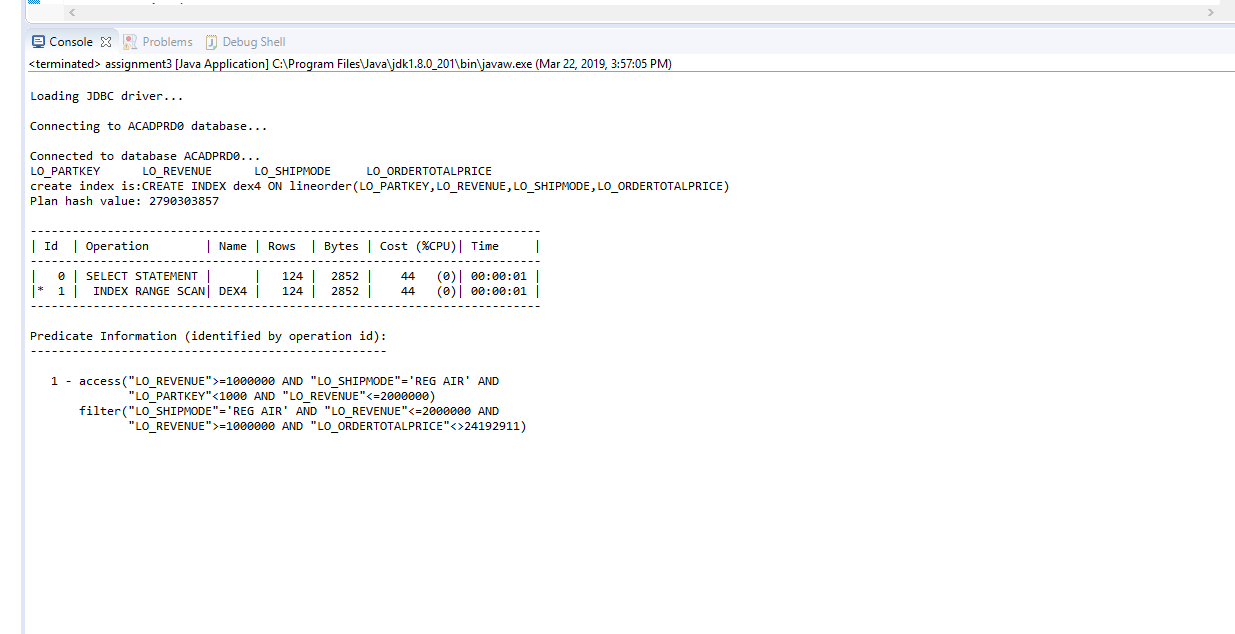 Console Problems Debug Shell
<terminated> assignment3 [Java Application] C:\Program Files\Java\jdk1.8.0_201\bin\javaw.exe (Mar 22, 2019, 3:57:05 PM)
Loading JDBC driver...
Connecting to ACADPRD0 database...
Connected to database ACADPRD0...
LO_PARTKEY      LO_REVENUE      LO_SHIPMODE     LO_ORDERTOTALPRICE
create index is:CREATE INDEX dex4 ON lineorder(LO_PARTKEY,LO_REVENUE,LO_SHIPMODE,LO_ORDERTOTALPRICE)
Plan hash value: 2790303857
-------------------------------------------------------------------------
| Id  | Operation        | Name | Rows  | Bytes | Cost (%CPU)| Time     |
-------------------------------------------------------------------------
|   0 | SELECT STATEMENT |      |   124 |  2852 |    44   (0)| 00:00:01 |
|*  1 |  INDEX RANGE SCAN| DEX4 |   124 |  2852 |    44   (0)| 00:00:01 |
-------------------------------------------------------------------------
Predicate Information (identified by operation id):
---------------------------------------------------
   1 - access("LO_REVENUE">=1000000 AND "LO_SHIPMODE"='REG AIR' AND
              "LO_PARTKEY"<1000 AND "LO_REVENUE"<=2000000)
       filter("LO_SHIPMODE"='REG AIR' AND "LO_REVENUE"<=2000000 AND
              "LO_REVENUE">=1000000 AND "LO_ORDERTOTALPRICE"<>24192911)